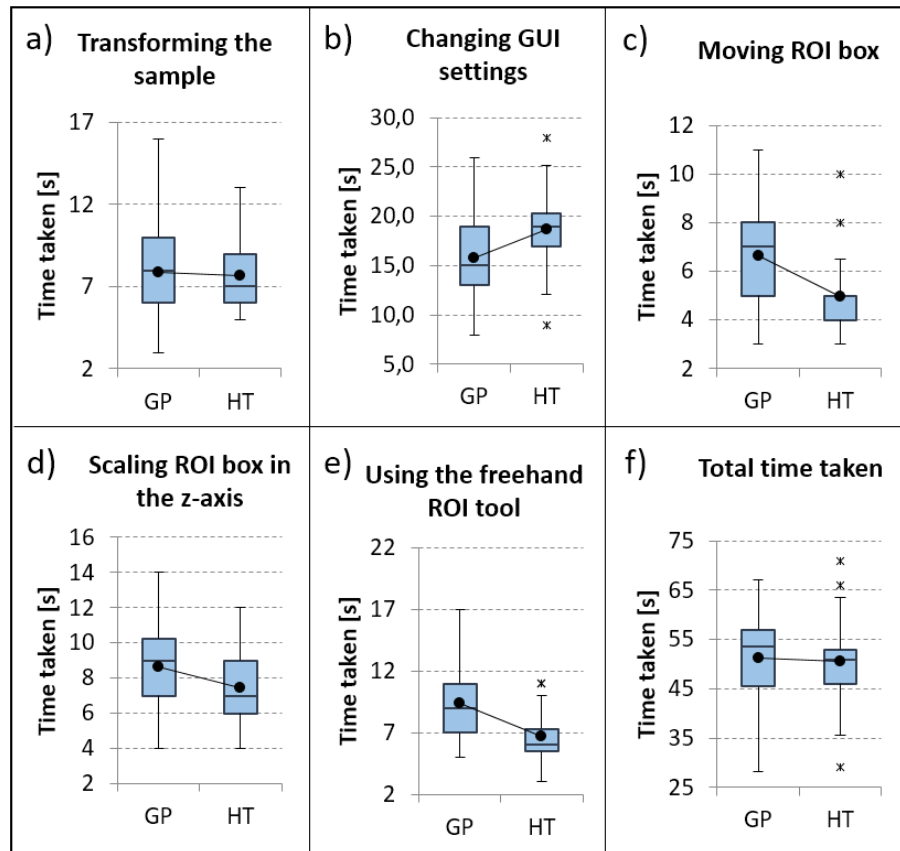 a) Transforming the
sample
Time taken [s]
17
12
7
2
GP HT
b) Changing GUI
settings
Time taken [s]
30,0
25,0
20,0
15,0
10,0
5,0
GP HT
c) Moving ROI box
Time taken [s]
12
10
8
6
4
2
GP HT
d) Scaling ROI box in
the z-axis
Time taken [s]
16
14
12
10
8
6
4
2
GP HT
e) Using the freehand
ROI tool
Time taken [s]
22
17
12
7
2
GP HT
f) Total time taken
Time taken [s]
75
65
55
45
35
25
GP HT